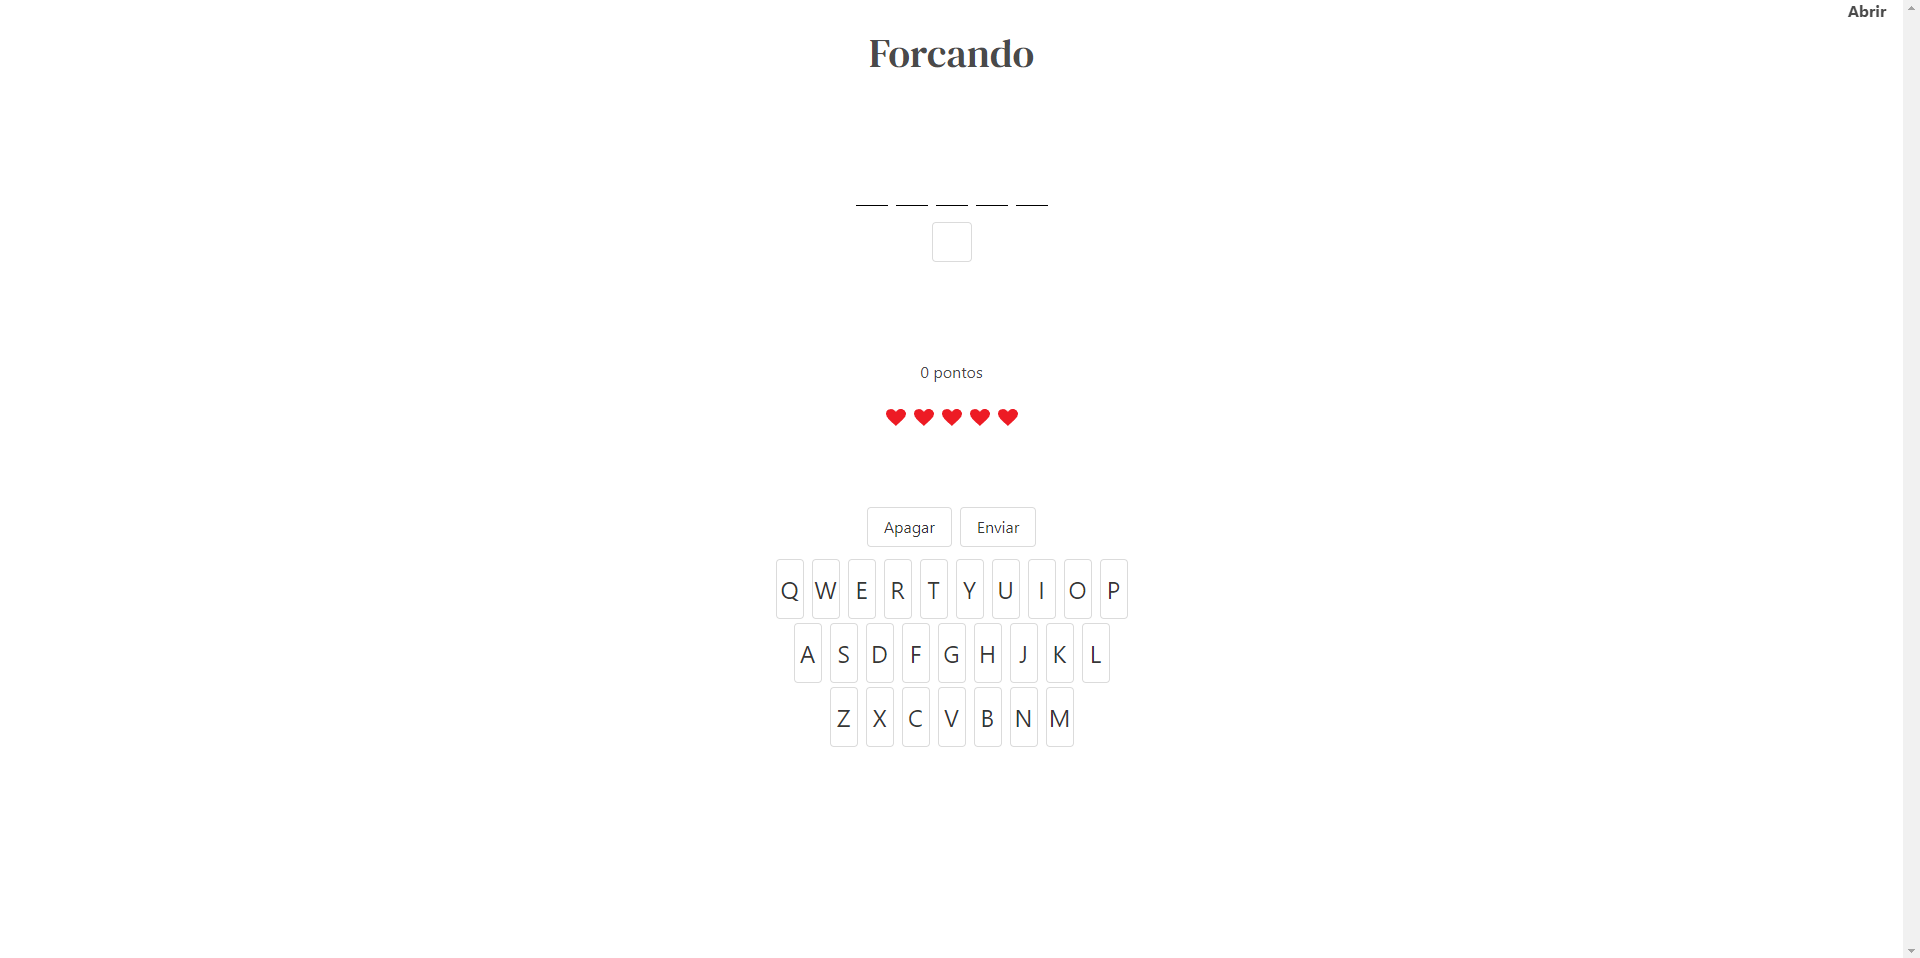 Abrir
Forcando
0 pontos
Apagar Enviar
Q W E R T Y U I O P
A S D F G H J K L
Z X C V B N M